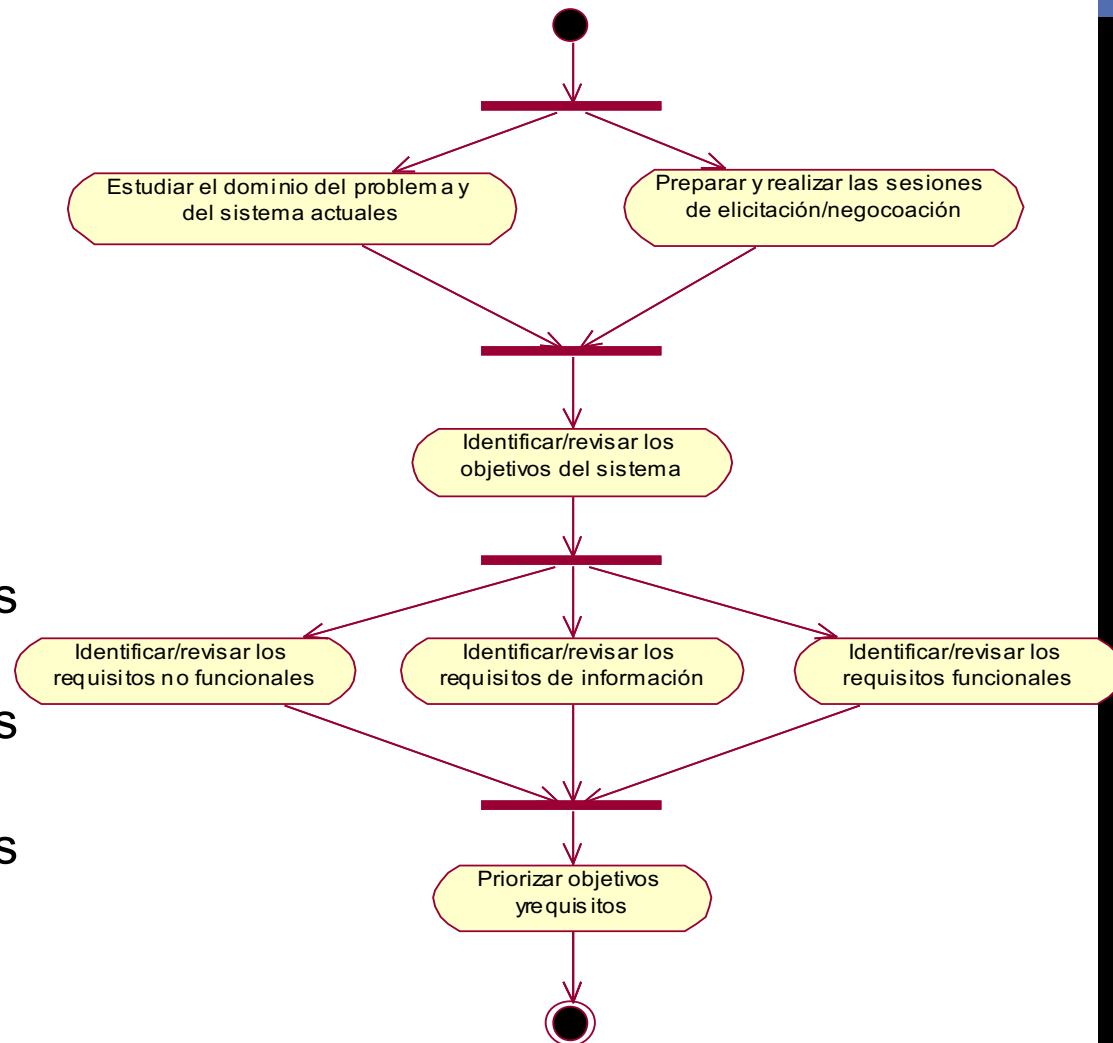 Estudiar el dominio del problema y
del sistema actuales
Preparar y realizar las sesiones
de elicitación/negocoación
Identificar/revisar los
objetivos del sistema
s
Identificar/revisar los
requisitos no funcionales
Identificar/revisar los
requisitos de información
Identificar/revisar los
requisitos funcionales
s
s
Priorizar objetivos
yrequisitos